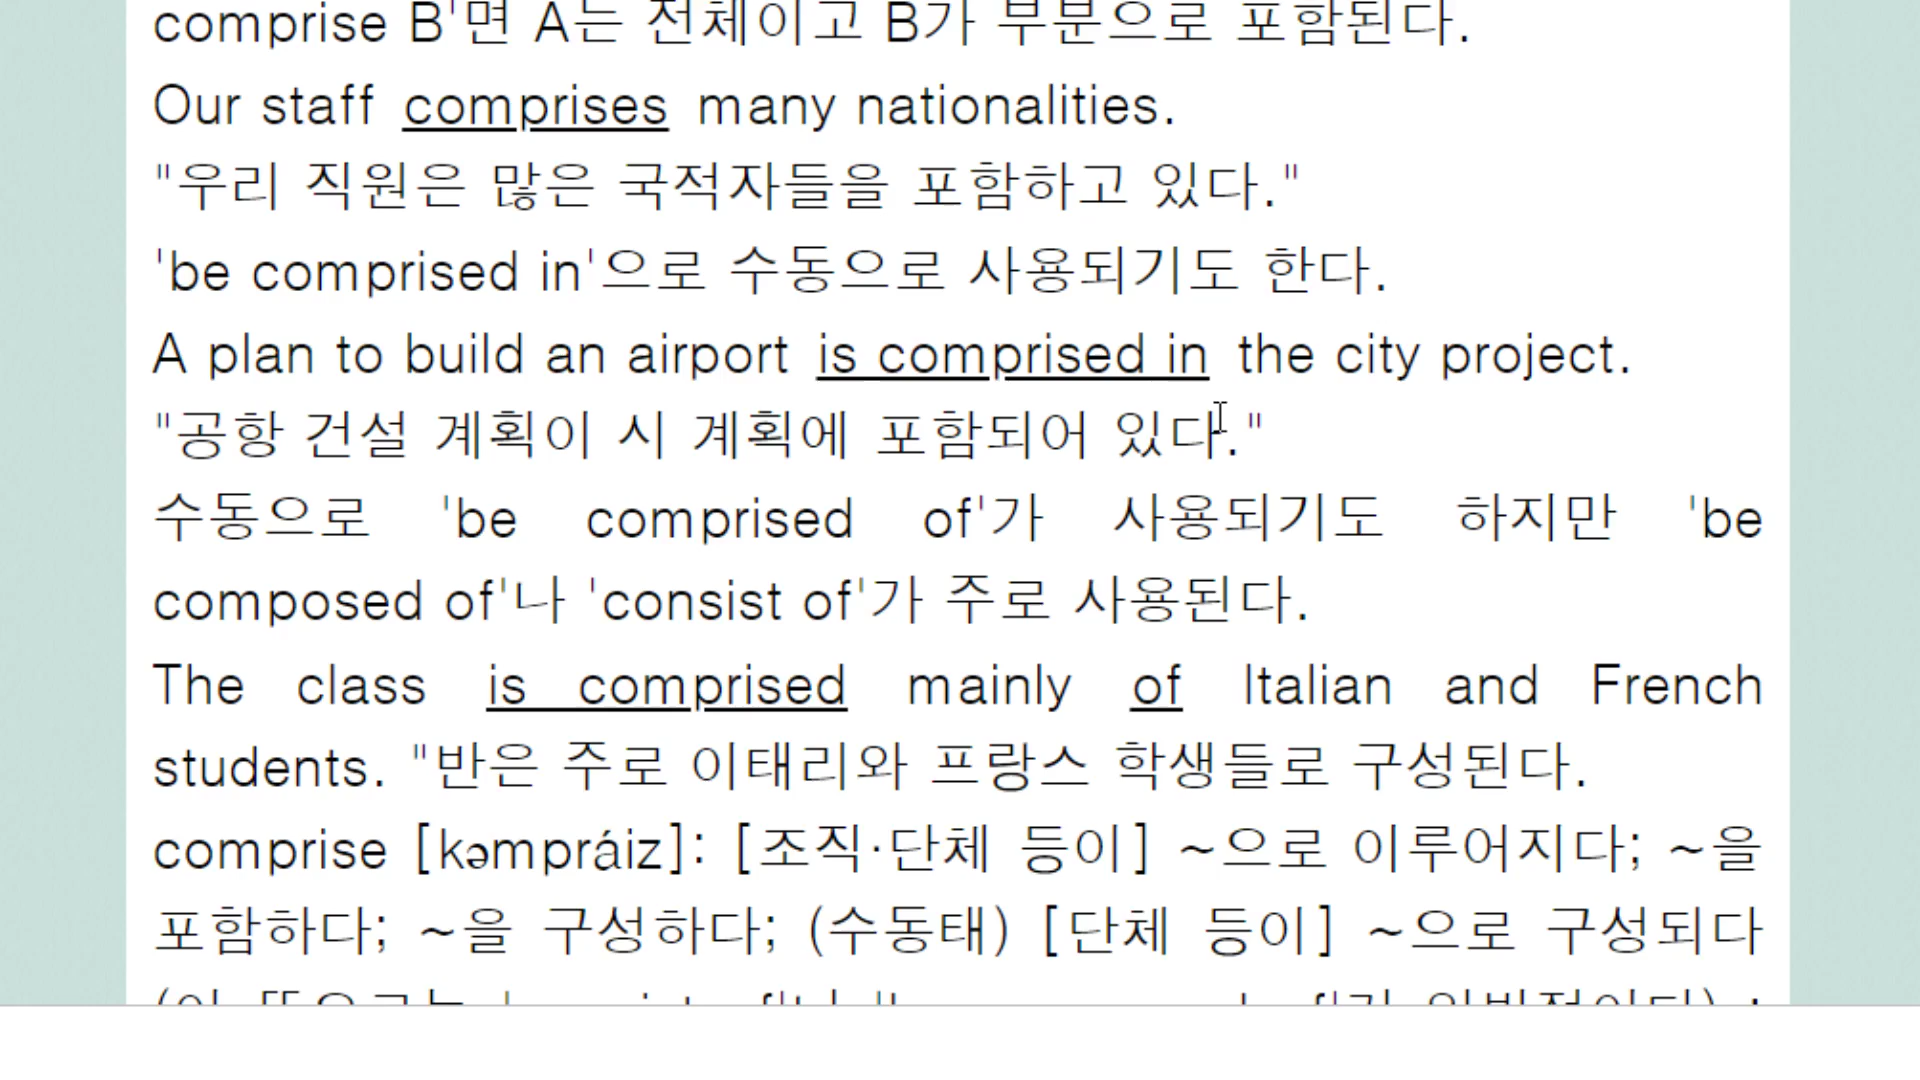 comprise B'면 A는 전체이고 B가 부분으로 포함된다.
Our staff comprises many nationalities.
"우리 직원은 많은 국적자들을 포함하고 있다."
'be comprised in'으로 수동으로 사용되기도 한다.
A plan to build an airport is comprised in the city project.
"공항 건설 계획이 시 계획에 포함되어 있다."
수동으로 'be comprised of'가 사용되기도 하지만 'be
composed of'나 'consist of'가 주로 사용된다.
The class is comprised mainly of Italian and French
students. "반은 주로 이태리와 프랑스 학생들로 구성된다.
comprise [kəmpráiz]: [조직·단체 등이] ~으로 이루어지다; ~을
포함하다; ~을 구성하다; (수동태) [단체 등이] ~으로 구성되다